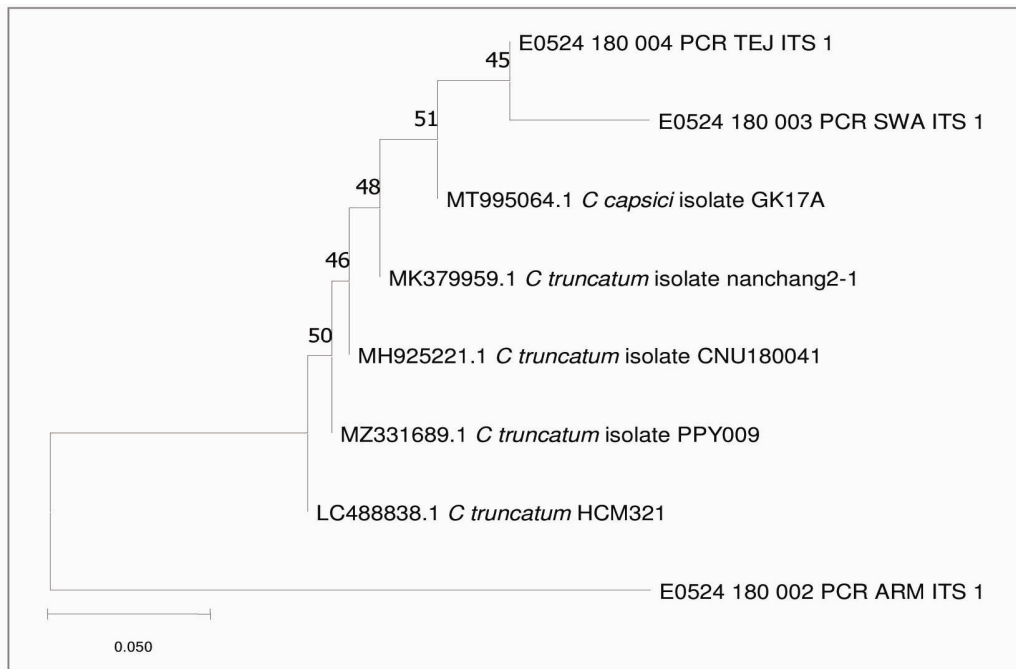 E0524 180 004 PCR TEJ ITS 1
45
E0524 180 003 PCR SWA ITS 1
51
MT995064.1 C capsici isolate GK17A
48
MK379959.1 C truncatum isolate nanchang2-1
46
MH925221.1 C truncatum isolate CNU180041
50
MZ331689.1 C truncatum isolate PPY009
LC488838.1 C truncatum HCM321
E0524 180 002 PCR ARM ITS 1
0.050